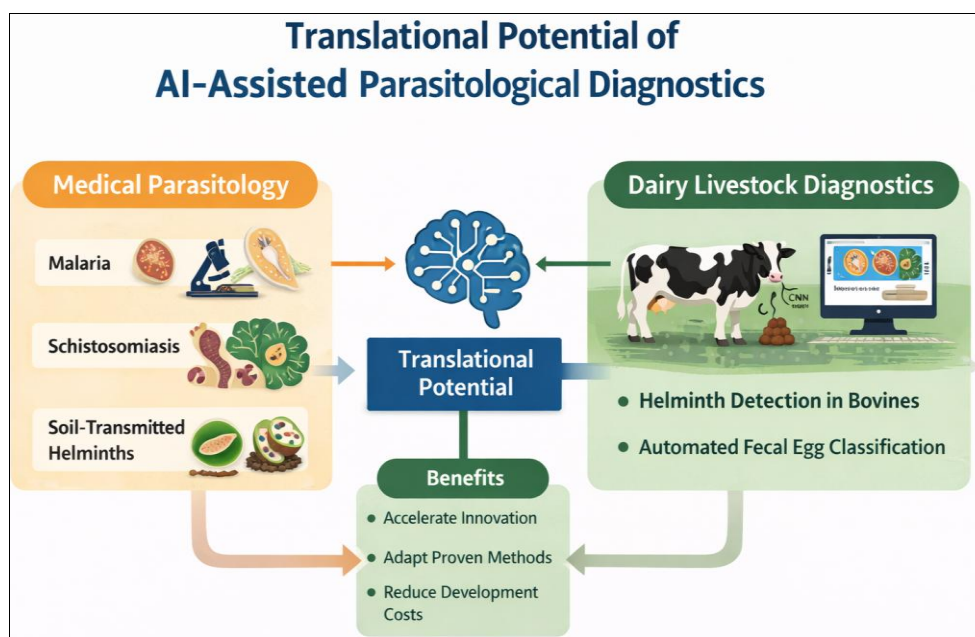 Translational Potential of
AI-Assisted Parasitological Diagnostics
Medical Parasitology
Malaria
Schistosomiasis
Soil-Transmitted
Helminths
Translational
Potential
Dairy Livestock Diagnostics
CNN
• Helminth Detection in Bovines
• Automated Fecal Egg Classification
Benefits
• Accelerate Innovation
• Adapt Proven Methods
• Reduce Development
Costs